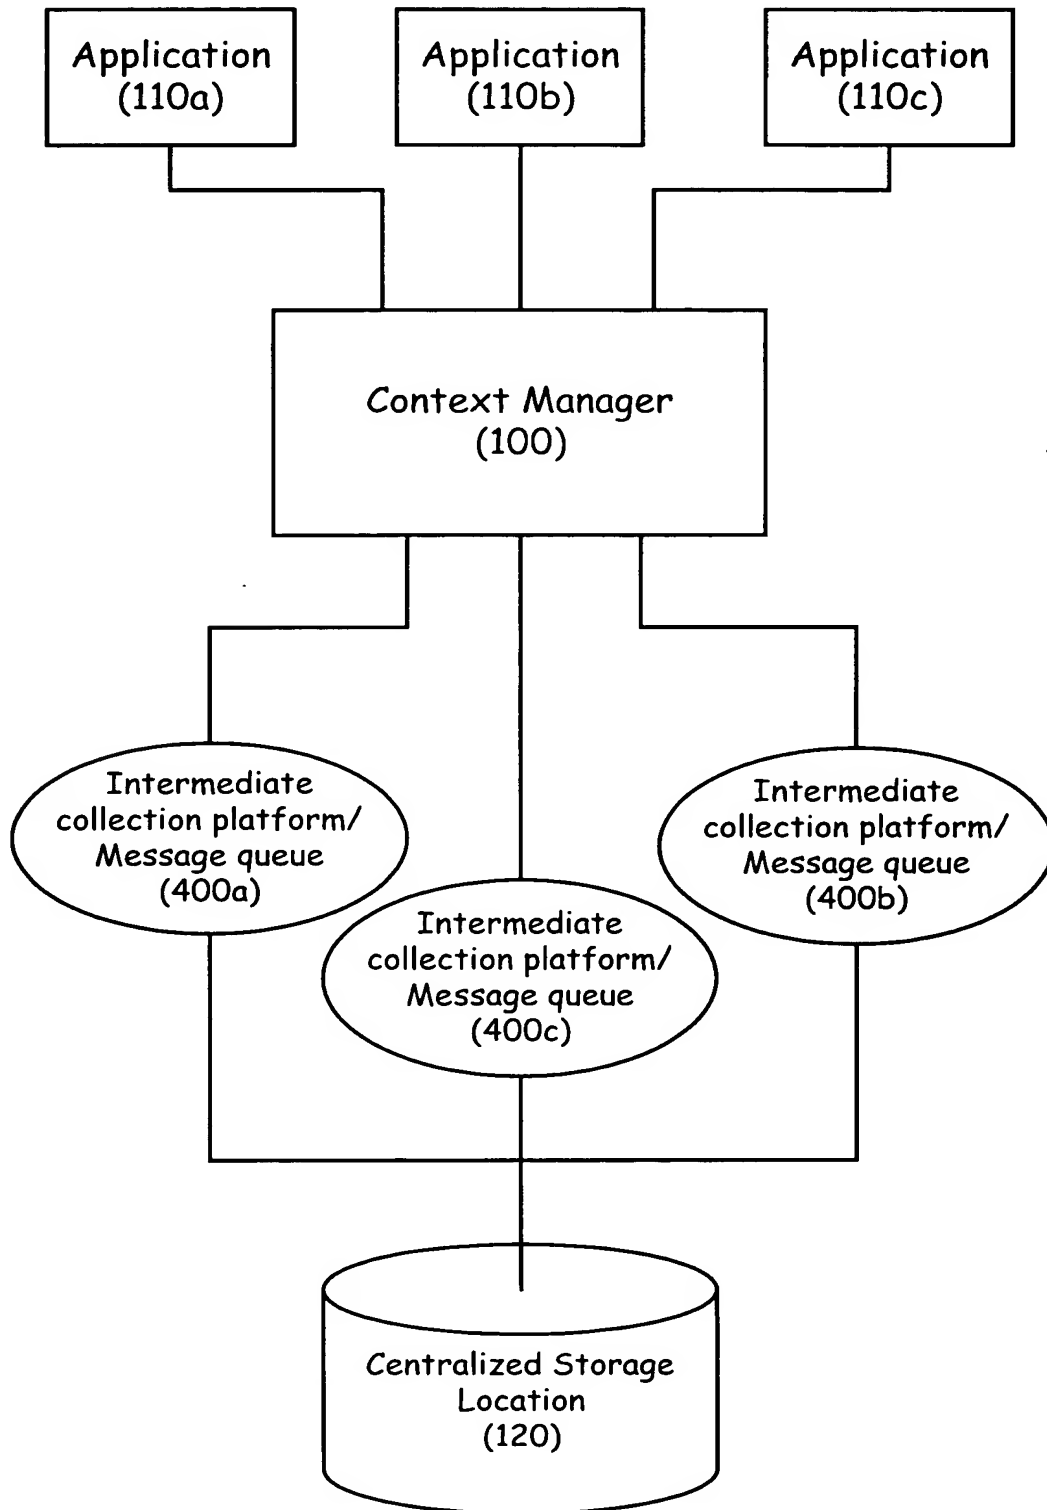 Application
(110a)
Application
(110b)
Application
(110c)
Context Manager
(100)
Intermediate
collection platform/
Message queue
(400a)
Intermediate
collection platform/
Message queue
(400b)
Intermediate
collection platform/
Message queue
(400c)
Centralized Storage
Location
(120)